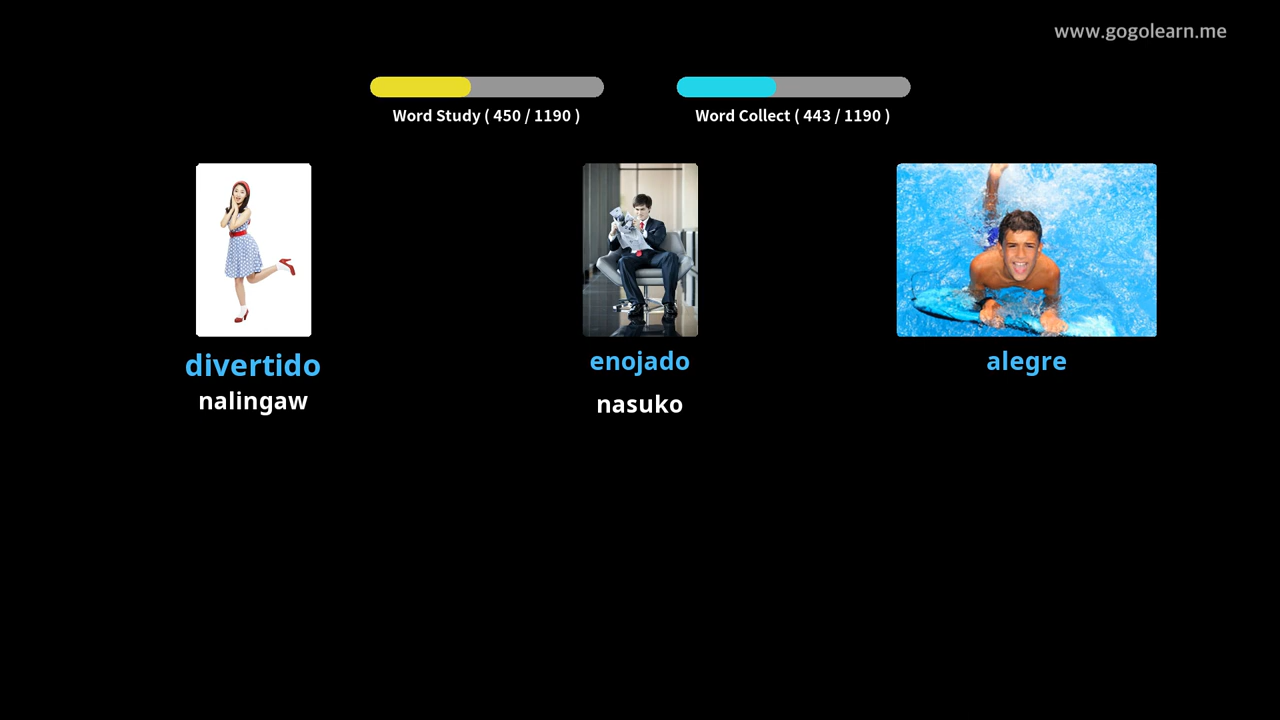 www.gogolearn.me
Word Study ( 450 / 1190 )
Word Collect ( 443 / 1190 )
divertido
nalingaw
enojado
nasuko
alegre